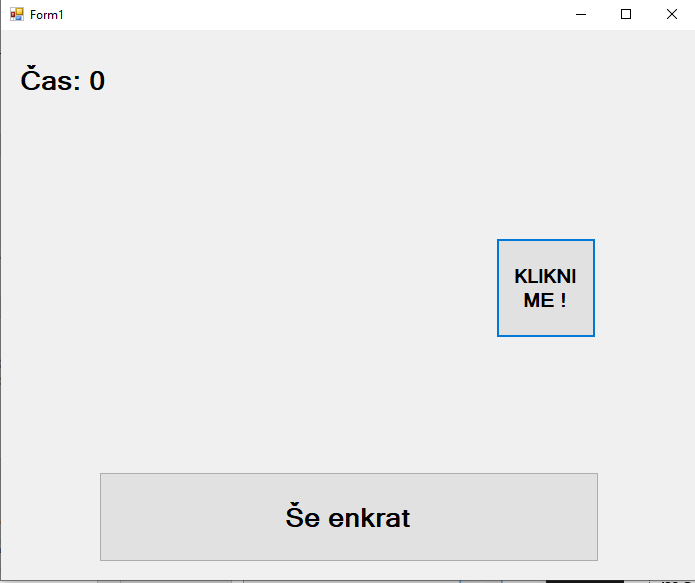 Form1
Čas: 0
KLIKNI
ME !
Še enkrat